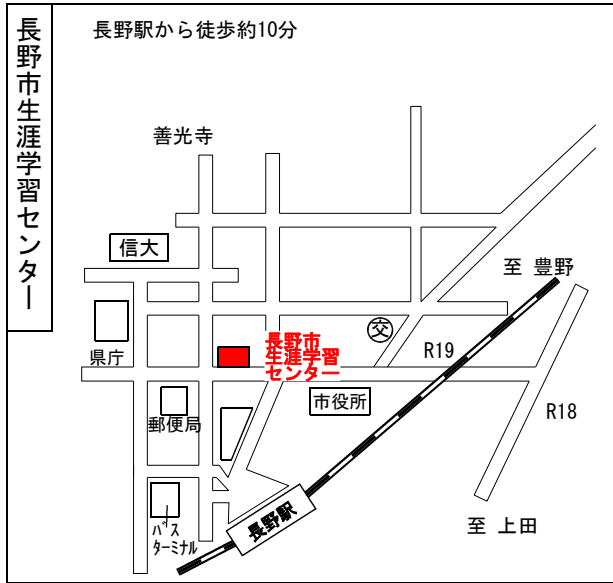 長野市生涯学習センター
長野駅から徒歩約10分
善光寺
信大
至 豊野
交
県庁
長野市
生涯学習
センター
R19
市役所
R18
郵便局
長野駅
至 上田
ﾊﾞｽ
ﾀｰﾐﾅﾙ